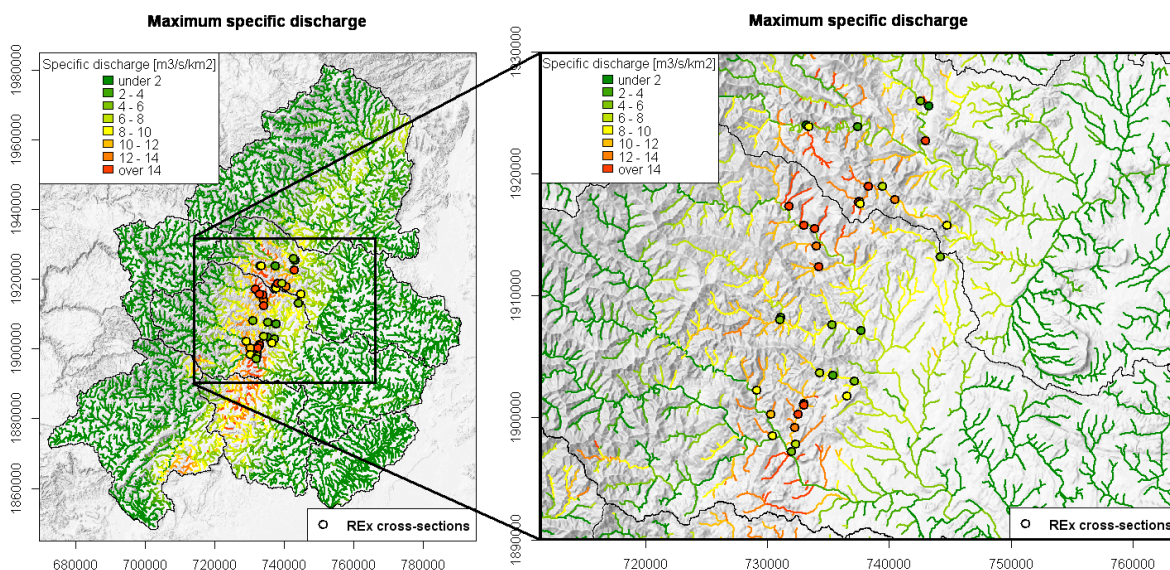 Maximum specific discharge
Specific discharge [m3/s/km2]
under 2
2 - 4
4 - 6
6 - 8
8 - 10
10 - 12
12 - 14
over 14
1980000
1960000
1940000
1920000
1900000
1880000
1860000
REx cross-sections
680000 700000 720000 740000 760000 780000
Maximum specific discharge
Specific discharge [m3/s/km2]
under 2
2 - 4
4 - 6
6 - 8
8 - 10
10 - 12
12 - 14
over 14
1930000
1920000
1910000
1900000
1890000
REx cross-sections
720000 730000 740000 750000 760000